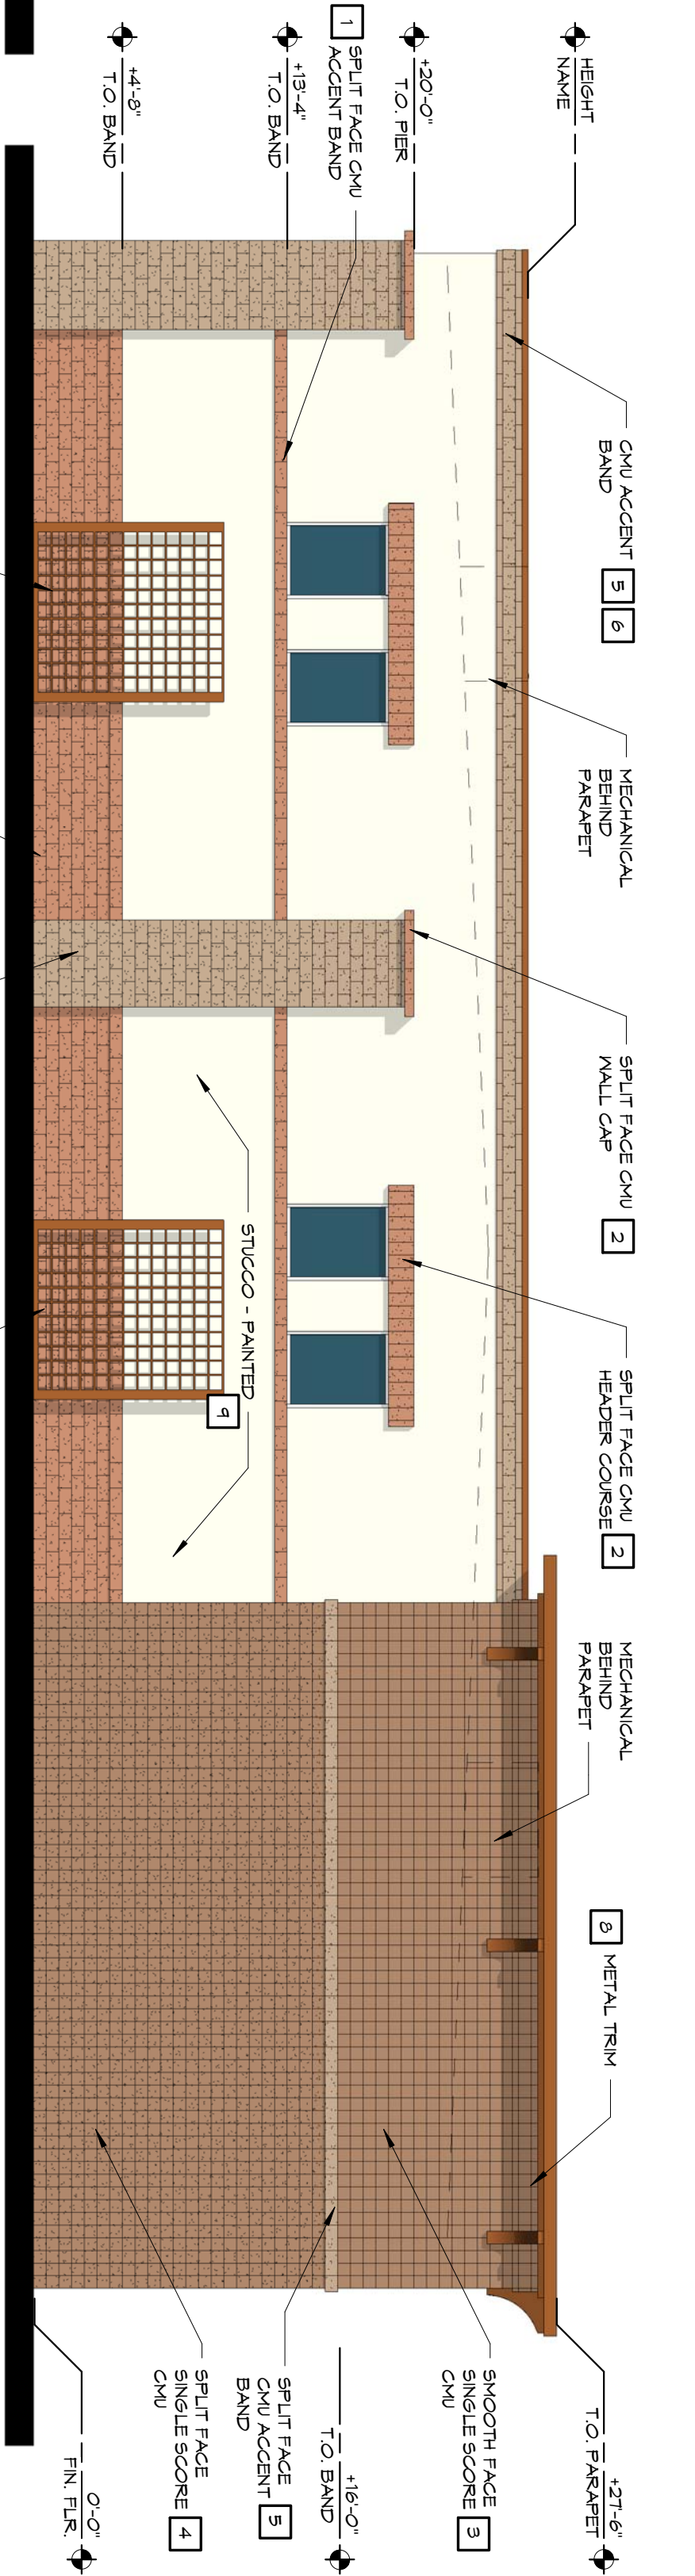 HEIGHT
NAME
+20'-0"
T.O. PIER
1
SPLIT FACE CMU
ACCENT BAND
+13'-4"
T.O. BAND
+4'-8"
T.O. BAND
CMU ACCENT
BAND
5
6
MECHANICAL
BEHIND
PARAPET
SPLIT FACE CMU
WALL CAP
2
SPLIT FACE CMU
HEADER COURSE
2
MECHANICAL
BEHIND
PARAPET
8
METAL TRIM
STUCCO - PAINTED
9
+27'-6"
T.O. PARAPET
SMOOTH FACE
SINGLE SCORE
CMU
3
+16'-0"
T.O. BAND
SPLIT FACE
CMU ACCENT
BAND
5
SPLIT FACE
SINGLE SCORE
CMU
4
0'-0"
FIN. FLR.